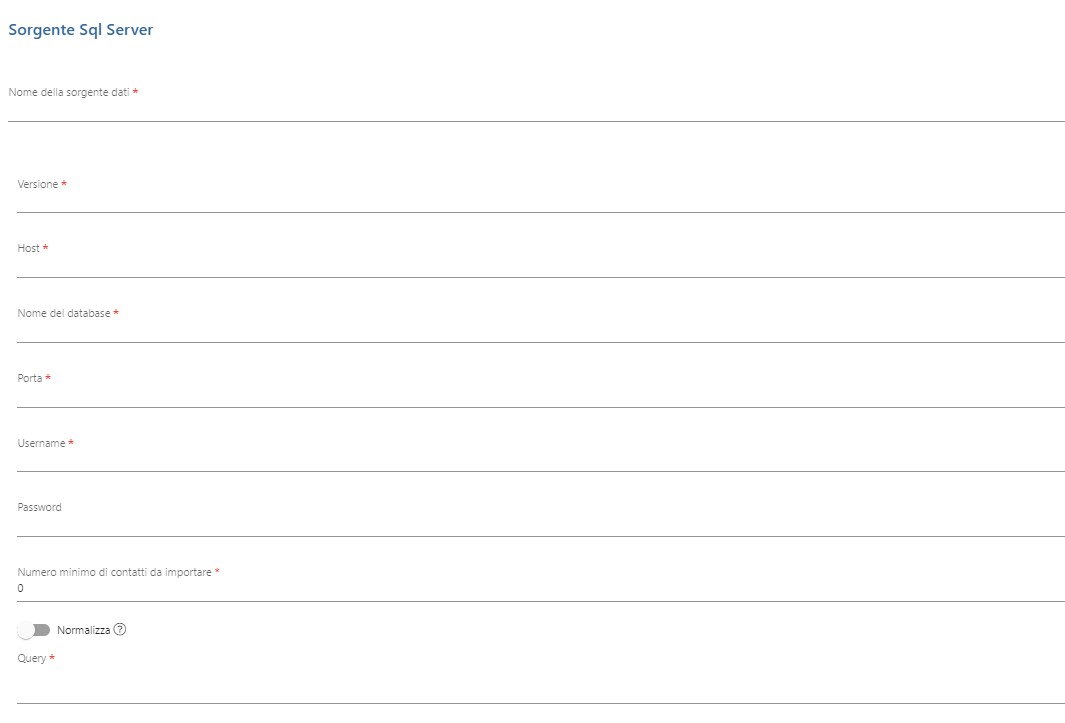 Sorgente Sql Server
Nome della sorgente dati *
Versione *
Host *
Nome del database *
Porta *
Username *
Password
Numero minimo di contatti da importare *
0
Normalizza ?
Query *